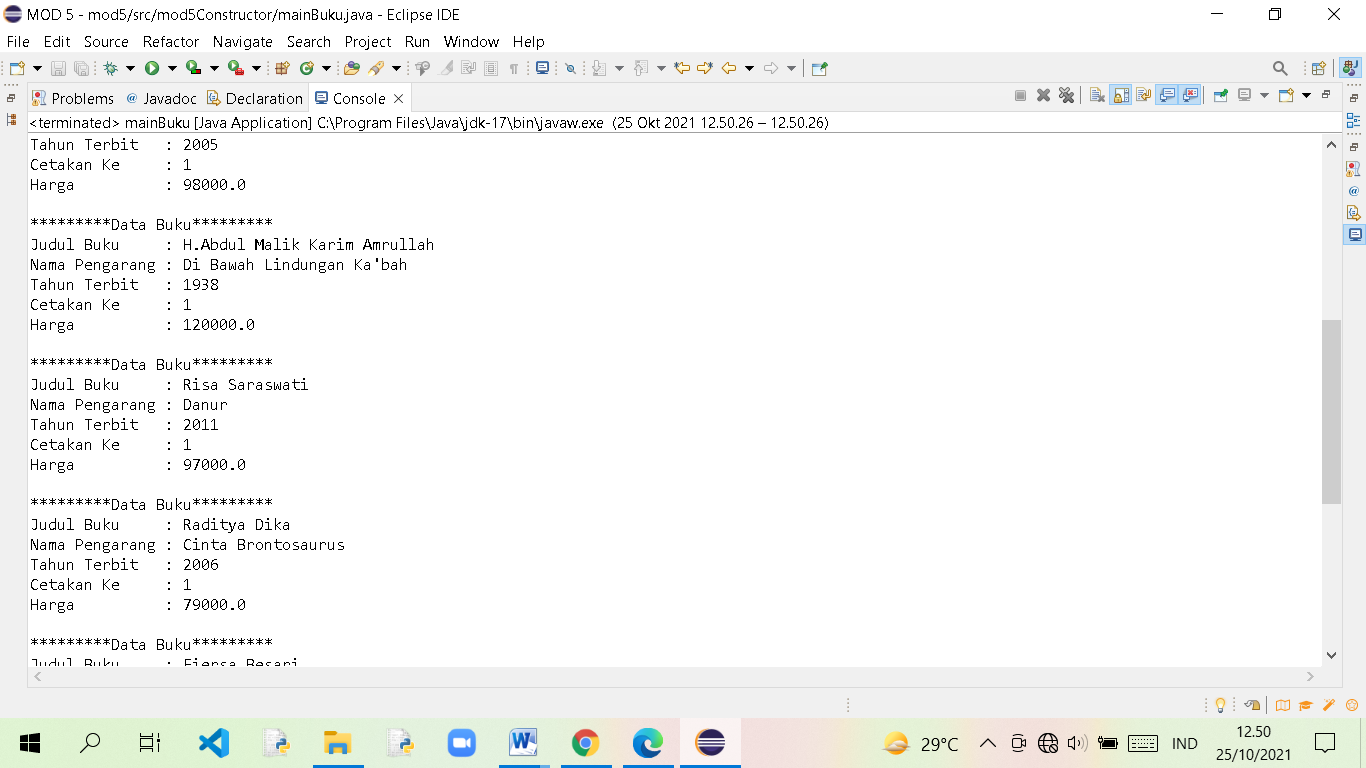 MOD 5 - mod5/src/mod5Constructor/mainBuku.java - Eclipse IDE
File Edit Source Refactor Navigate Search Project Run Window Help
Problems Javadoc Declaration Console
<terminated> mainBuku [Java Application] C:\Program Files\Java\jdk-17\bin\javaw.exe (25 Okt 2021 12.50.26 – 12.50.26)
Tahun Terbit   : 2005
Cetakan Ke     : 1
Harga          : 98000.0
*********Data Buku*********
Judul Buku     : H.Abdul Malik Karim Amrullah
Nama Pengarang : Di Bawah Lindungan Ka'bah
Tahun Terbit   : 1938
Cetakan Ke     : 1
Harga          : 120000.0
*********Data Buku*********
Judul Buku     : Risa Saraswati
Nama Pengarang : Danur
Tahun Terbit   : 2011
Cetakan Ke     : 1
Harga          : 97000.0
*********Data Buku*********
Judul Buku     : Raditya Dika
Nama Pengarang : Cinta Brontosaurus
Tahun Terbit   : 2006
Cetakan Ke     : 1
Harga          : 79000.0
*********Data Buku*********
Judul Buku     : Fiersa Besari
29°C IND 12.50
25/10/2021